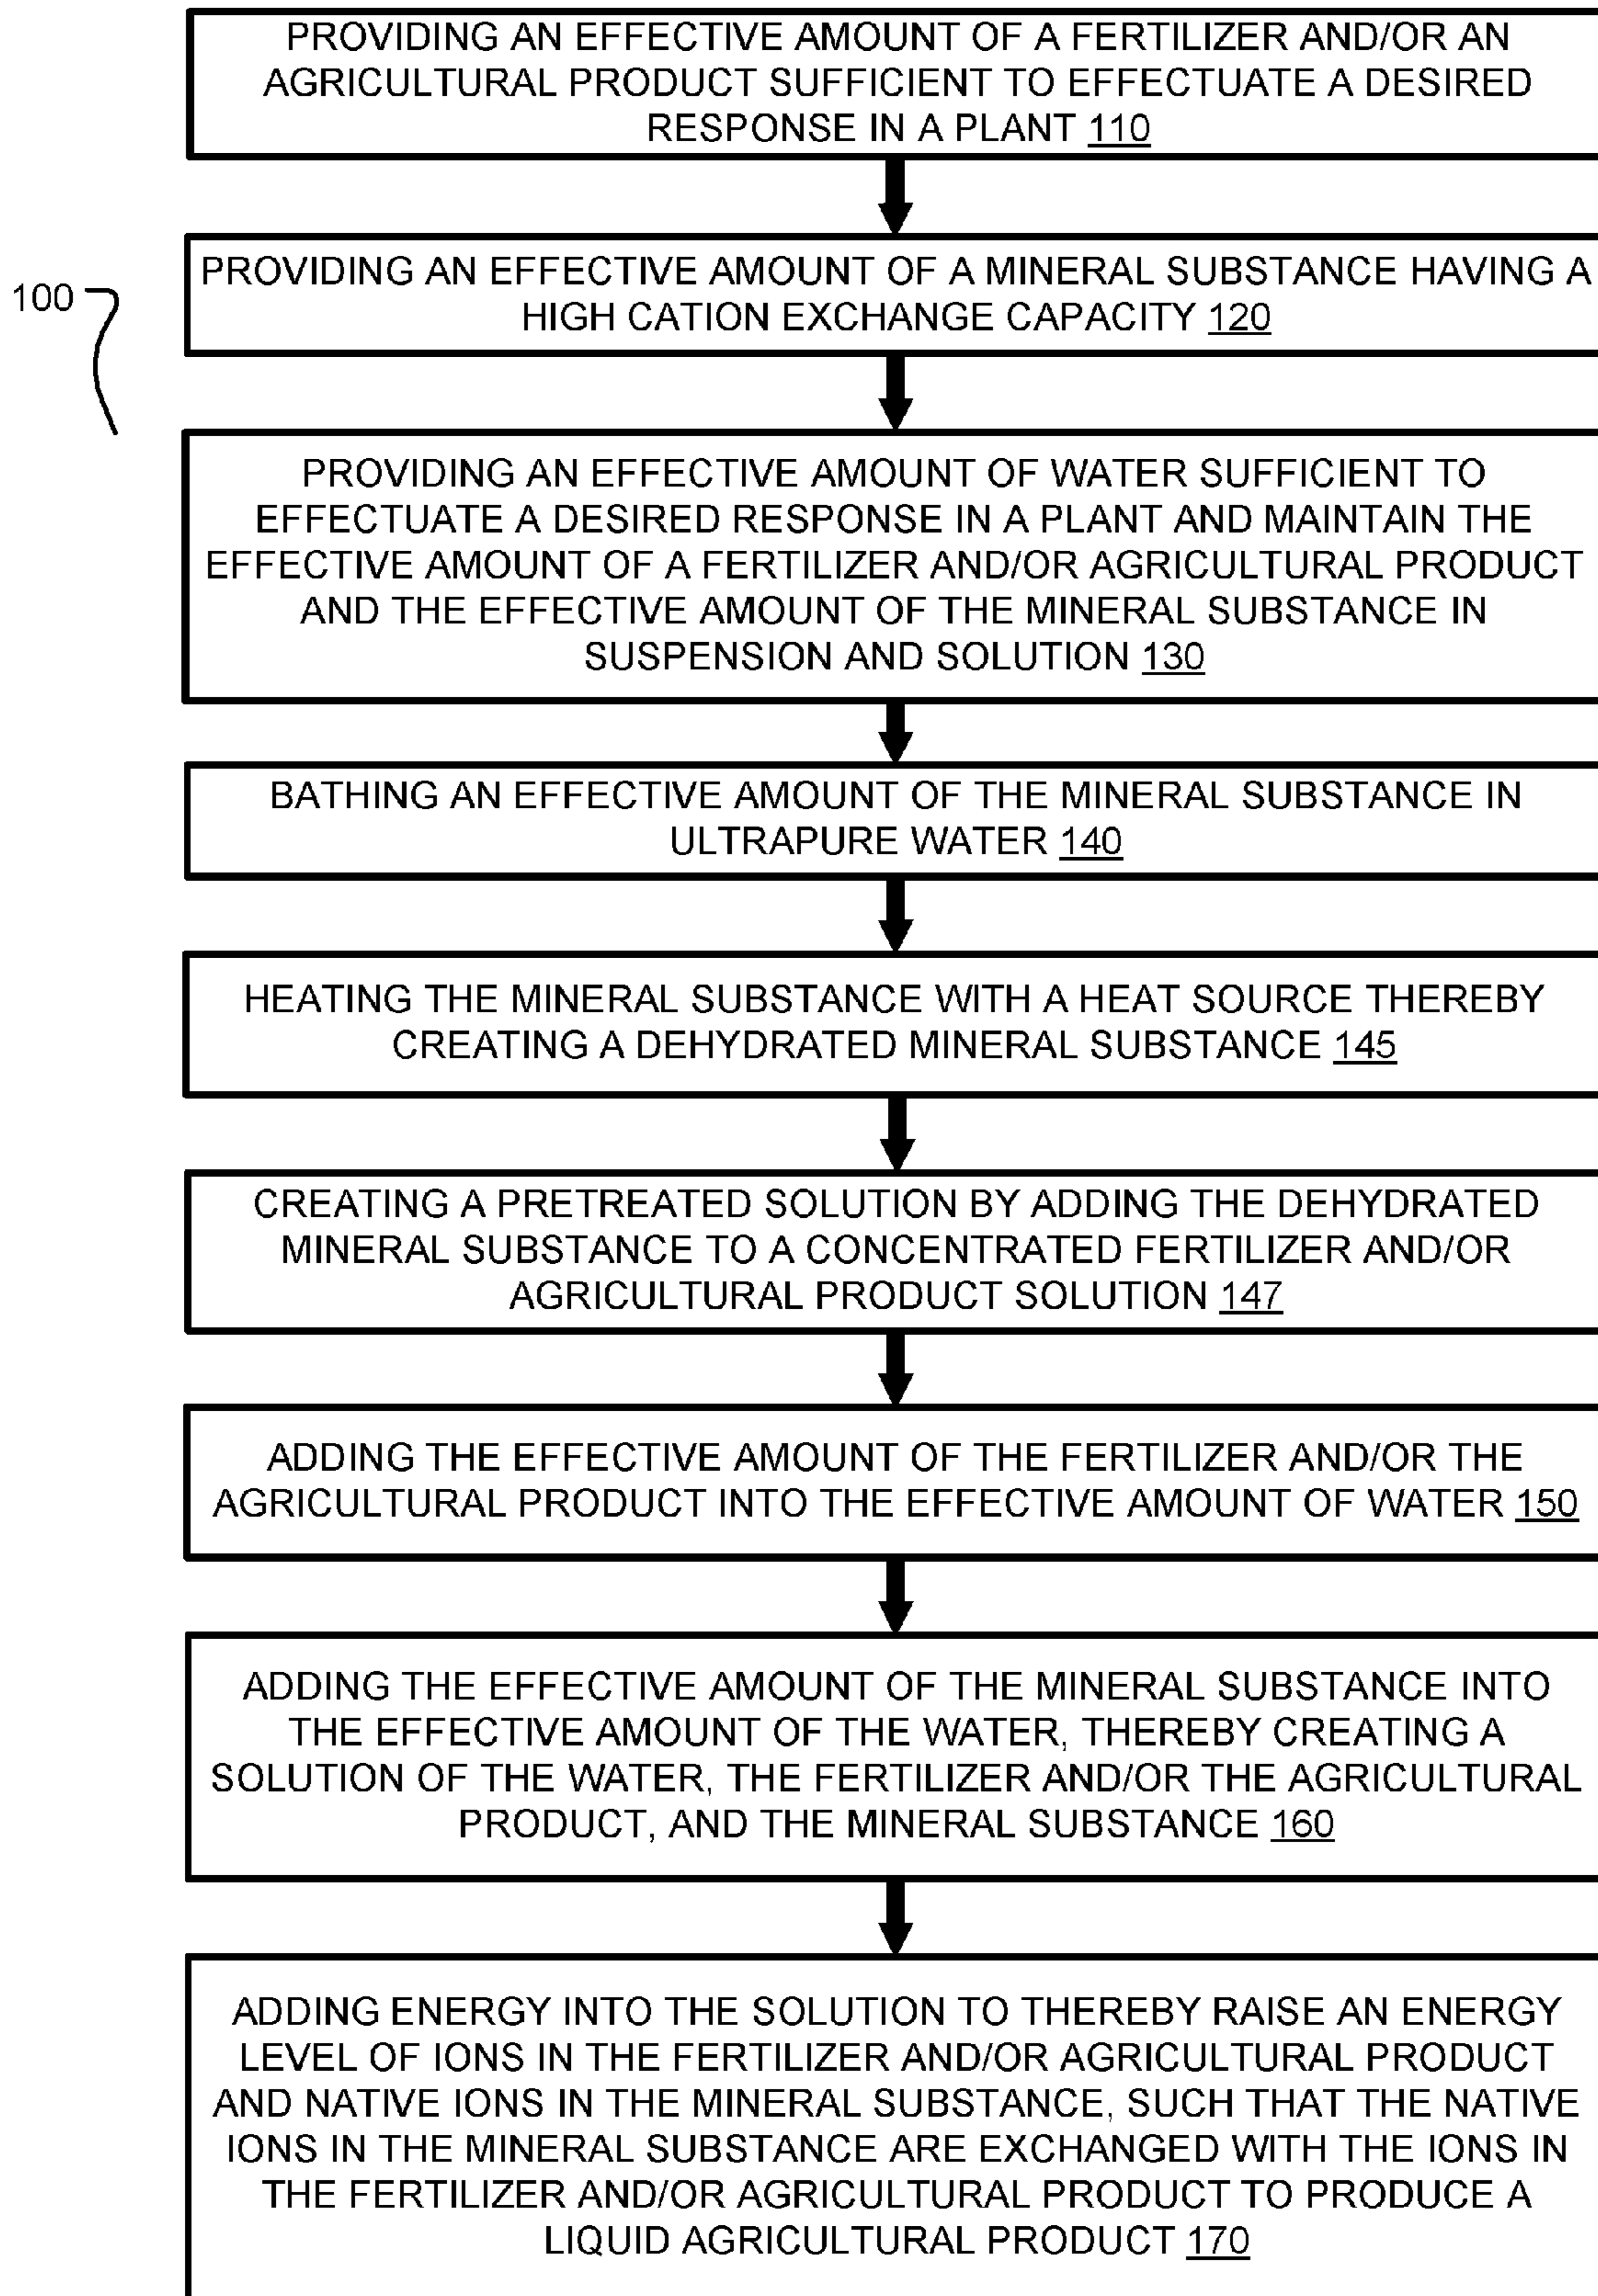 PROVIDING AN EFFECTIVE AMOUNT OF A FERTILIZER AND/OR AN
AGRICULTURAL PRODUCT SUFFICIENT TO EFFECTUATE A DESIRED
RESPONSE IN A PLANT 110
100
PROVIDING AN EFFECTIVE AMOUNT OF A MINERAL SUBSTANCE HAVING A
HIGH CATION EXCHANGE CAPACITY 120
PROVIDING AN EFFECTIVE AMOUNT OF WATER SUFFICIENT TO
EFFECTUATE A DESIRED RESPONSE IN A PLANT AND MAINTAIN THE
EFFECTIVE AMOUNT OF A FERTILIZER AND/OR AGRICULTURAL PRODUCT
AND THE EFFECTIVE AMOUNT OF THE MINERAL SUBSTANCE IN
SUSPENSION AND SOLUTION 130
BATHING AN EFFECTIVE AMOUNT OF THE MINERAL SUBSTANCE IN
ULTRAPURE WATER 140
HEATING THE MINERAL SUBSTANCE WITH A HEAT SOURCE THEREBY
CREATING A DEHYDRATED MINERAL SUBSTANCE 145
CREATING A PRETREATED SOLUTION BY ADDING THE DEHYDRATED
MINERAL SUBSTANCE TO A CONCENTRATED FERTILIZER AND/OR
AGRICULTURAL PRODUCT SOLUTION 147
ADDING THE EFFECTIVE AMOUNT OF THE FERTILIZER AND/OR THE
AGRICULTURAL PRODUCT INTO THE EFFECTIVE AMOUNT OF WATER 150
ADDING THE EFFECTIVE AMOUNT OF THE MINERAL SUBSTANCE INTO
THE EFFECTIVE AMOUNT OF THE WATER, THEREBY CREATING A
SOLUTION OF THE WATER, THE FERTILIZER AND/OR THE AGRICULTURAL
PRODUCT, AND THE MINERAL SUBSTANCE 160
ADDING ENERGY INTO THE SOLUTION TO THEREBY RAISE AN ENERGY
LEVEL OF IONS IN THE FERTILIZER AND/OR AGRICULTURAL PRODUCT
AND NATIVE IONS IN THE MINERAL SUBSTANCE, SUCH THAT THE NATIVE
IONS IN THE MINERAL SUBSTANCE ARE EXCHANGED WITH THE IONS IN
THE FERTILIZER AND/OR AGRICULTURAL PRODUCT TO PRODUCE A
LIQUID AGRICULTURAL PRODUCT 170